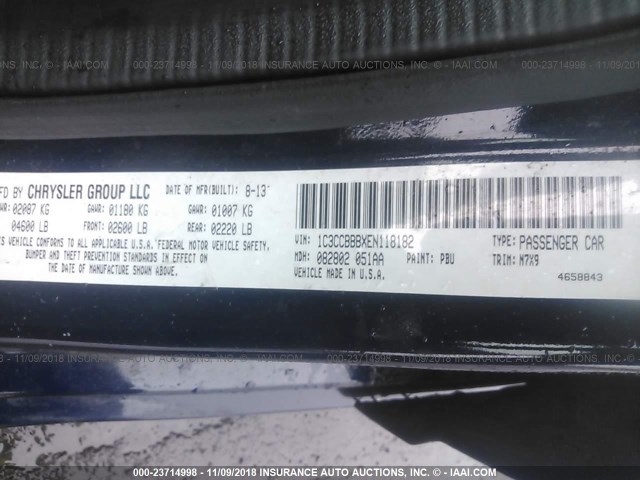 000-23714998 - 11/09/2018 INSURANCE AUTO AUCTIONS, INC. - © IAAI.COM
FD BY CHRYSLER GROUP LLC DATE OF MFR(BUILT): 8-13
GAWR: 01180 KG GAWR: 01007 KG
02087 KG
04600 LB FRONT: 02600 LB REAR: 02220 LB
VEHICLE CONFORMS TO ALL APPLICABLE U.S.A. FEDERAL MOTOR VEHICLE SAFETY,
BUMPER, AND THEFT PREVENTION STANDARDS IN EFFECT ON
THE DATE OF MANUFACTURE SHOWN ABOVE.
VIN: 1C3CCBBBXEN118182 TYPE: PASSENGER CAR
MDH: 082802 051AA PAINT: PBU TRIM: N7X9
VEHICLE MADE IN U.S.A. 4658843
000-23714998 - 11/09/2018 INSURANCE AUTO AUCTIONS, INC. - © IAAI.COM
000-23714998 - 11/09/2018 INSURANCE AUTO AUCTIONS, INC. - © IAAI.COM